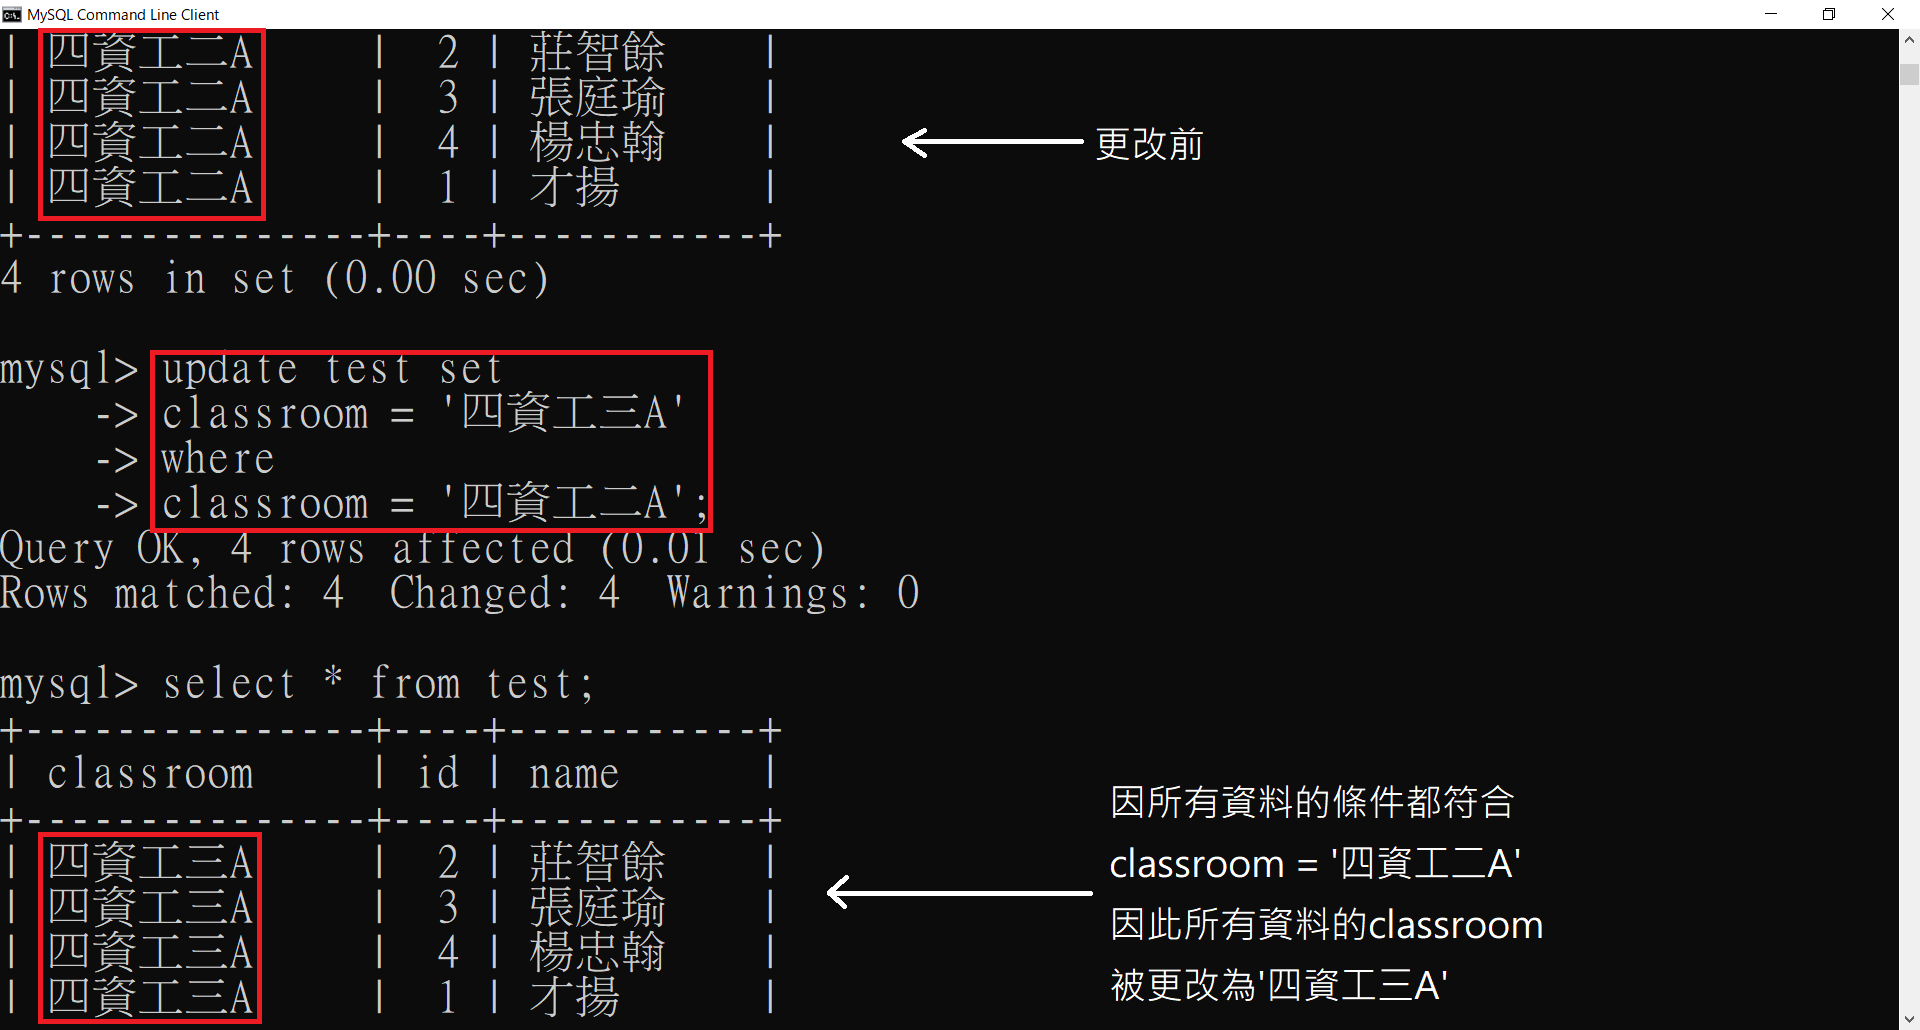 MySQL Command Line Client
| 四資工二A | 2 | 莊智餘 |
| 四資工二A | 3 | 張庭瑜 |
| 四資工二A | 4 | 楊忠翰 |
| 四資工二A | 1 | 才揚 |
+---------------+----+-----------+
更改前
4 rows in set (0.00 sec)
mysql> update test set
-> classroom = '四資工三A'
-> where
-> classroom = '四資工二A';
Query OK, 4 rows affected (0.01 sec)
Rows matched: 4 Changed: 4 Warnings: 0
mysql> select * from test;
+---------------+----+-----------+
| classroom | id | name |
+---------------+----+-----------+
| 四資工三A | 2 | 莊智餘 |
| 四資工三A | 3 | 張庭瑜 |
| 四資工三A | 4 | 楊忠翰 |
| 四資工三A | 1 | 才揚 |
因所有資料的條件都符合
classroom = '四資工二A'
因此所有資料的classroom
被更改為'四資工三A'